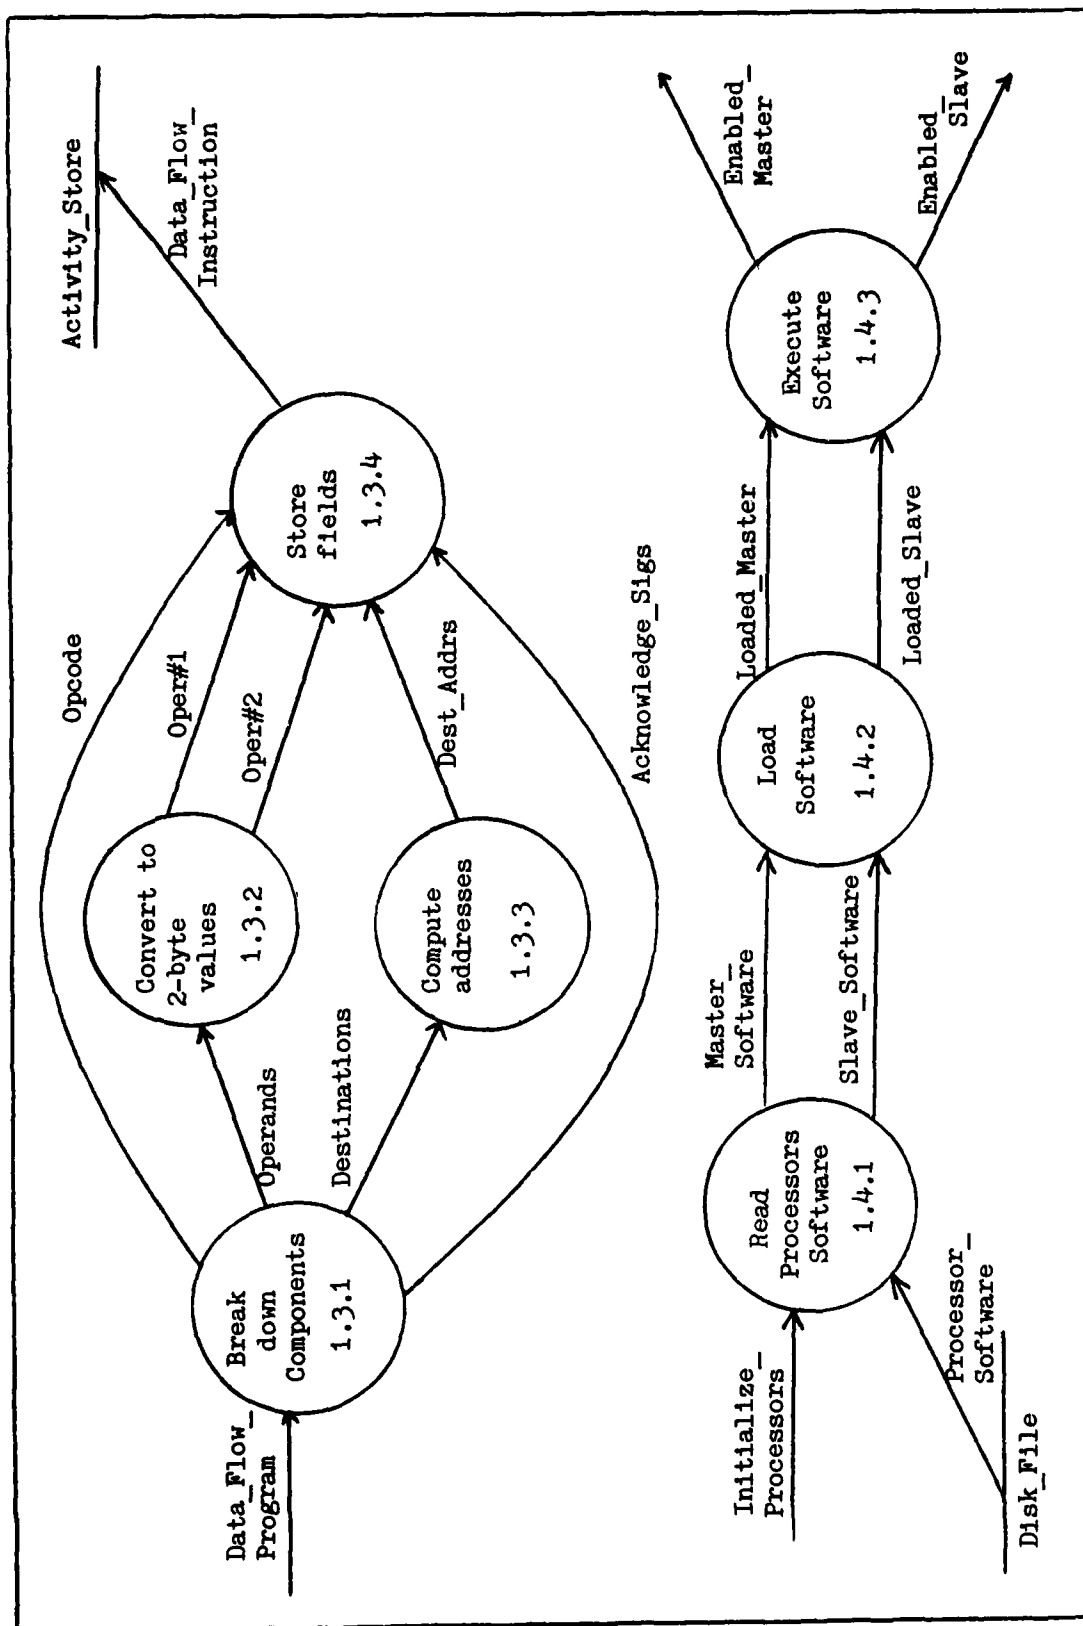 Activity_Store
Data_Flow_
Instruction
Opcode
Convert to
2-byte
values
1.3.2
Oper#1
Oper#2
Store
fields
1.3.4
Data_Flow_
Program
Break
down
Components
1.3.1
Operands
Destinations
Compute
addresses
1.3.3
Dest_Addrs
Acknowledge_Sigs
Initialize_
Processors
Read
Processors
Software
1.4.1
Master_
Software
Slave_Software
Load
Software
1.4.2
Loaded_Master
Loaded_Slave
Execute
Software
1.4.3
Enabled_
Master
Enabled_
Slave
Processor_
Software
Disk_File